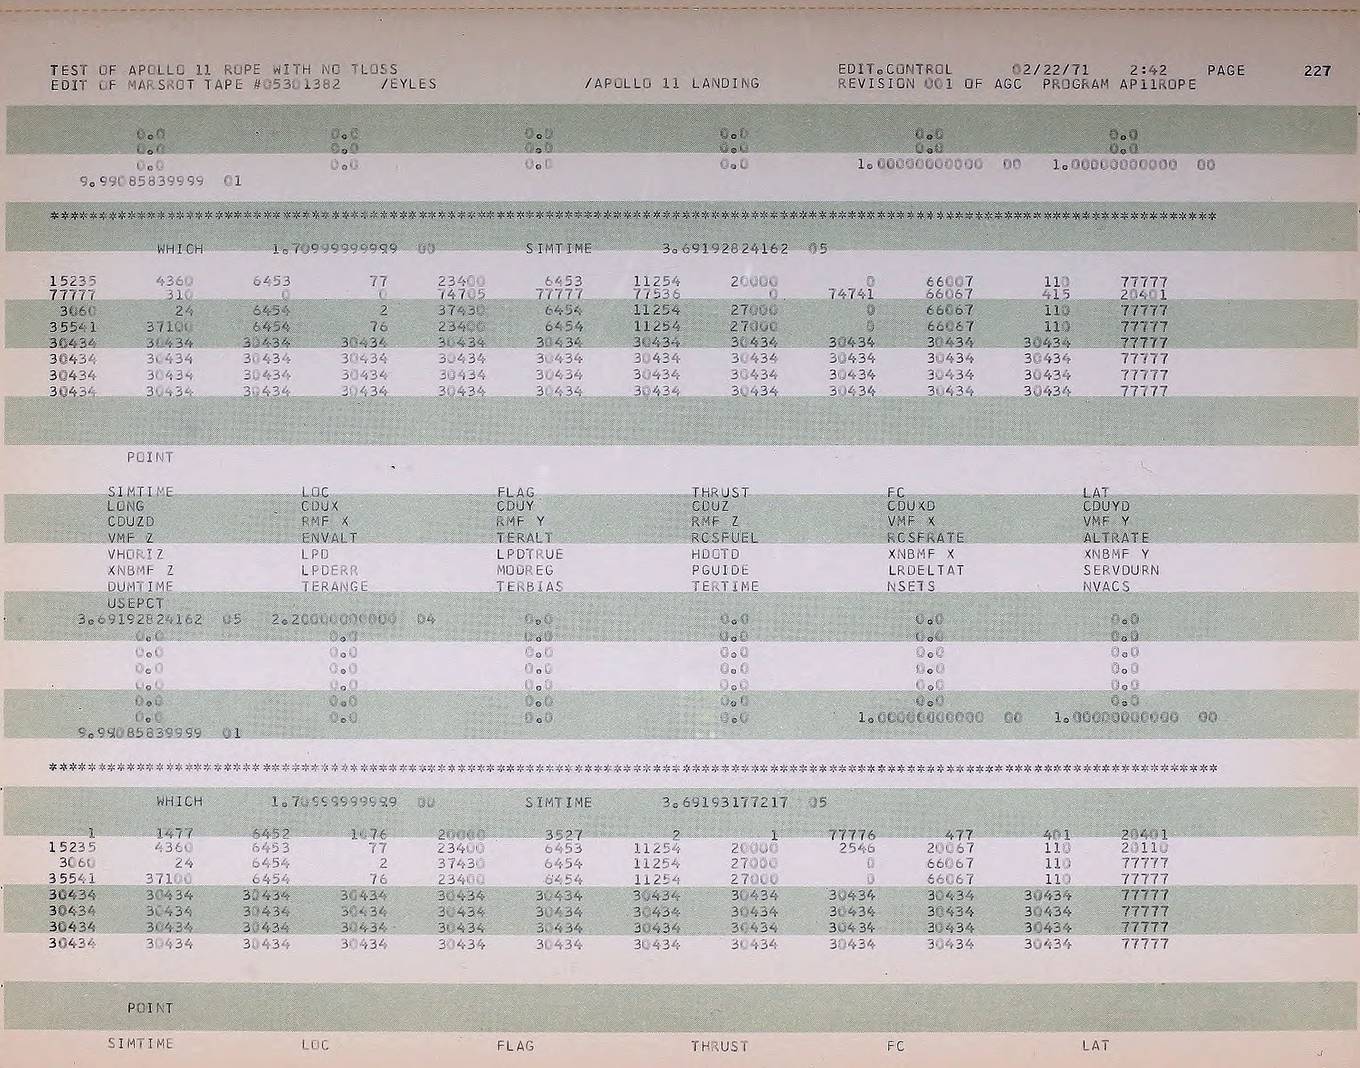 TEST OF APOLLO 11 ROPE WITH NO TLOSS EDIT.CONTROL 02/22/71 2:42 PAGE 227
EDIT OF MARSROT TAPE #05301382 /EYLES /APOLLO 11 LANDING REVISION 001 OF AGC PROGRAM AP11ROPE
0.0 0.0 0.0 0.0 0.0 0.0
0.0 0.0 0.0 0.0 0.0 0.0
0.0 0.0 0.0 0.0 1.00000000000 00 1.00000000000 00
9.99085839999 01
************************************************************************************************************************
WHICH 1.70999999999 00 SIMTIME 3.69192824162 05
15235 4360 6453 77 23400 6453 11254 20000 0 66007 110 77777
77777 310 0 0 74705 77777 77536 0 74741 66067 415 20401
3060 24 6454 2 37430 6454 11254 27000 0 66067 110 77777
35541 37100 6454 76 23400 6454 11254 27000 0 66067 110 77777
30434 30434 30434 30434 30434 30434 30434 30434 30434 30434 30434 77777
30434 30434 30434 30434 30434 30434 30434 30434 30434 30434 30434 77777
30434 30434 30434 30434 30434 30434 30434 30434 30434 30434 30434 77777
30434 30434 30434 30434 30434 30434 30434 30434 30434 30434 30434 77777
POINT
SIMTIME LOC FLAG THRUST FC LAT
LONG CDUX CDUY CDUZ CDUXD CDUYD
CDUZD RMF X RMF Y RMF Z VMF X VMF Y
VMF Z ENVALT TERALT RCSFUEL RCSFRATE ALTRATE
VHORIZ LPD LPDTRUE HDOTD XNBMF X XNBMF Y
XNBMF Z LPDERR MODREG PGUIDE LRDELTAT SERVDURN
DUMTIME TERANGE TERBIAS TERTIME NSETS NVACS
USEPCT
3.69192824162 05 2.20000000000 04 0.0 0.0 0.0 0.0
0.0 0.0 0.0 0.0 0.0 0.0
0.0 0.0 0.0 0.0 0.0 0.0
0.0 0.0 0.0 0.0 0.0 0.0
0.0 0.0 0.0 0.0 0.0 0.0
0.0 0.0 0.0 0.0 0.0 0.0
0.0 0.0 0.0 0.0 1.00000000000 00 1.00000000000 00
9.99085839999 01
************************************************************************************************************************
WHICH 1.70999999999 00 SIMTIME 3.69193177217 05
1 1477 6452 1676 20000 3527 2 1 77776 477 401 20401
15235 4360 6453 77 23400 6453 11254 20000 2546 20067 110 20110
3060 24 6454 2 37430 6454 11254 27000 0 66067 110 77777
35541 37100 6454 76 23400 6454 11254 27000 0 66067 110 77777
30434 30434 30434 30434 30434 30434 30434 30434 30434 30434 30434 77777
30434 30434 30434 30434 30434 30434 30434 30434 30434 30434 30434 77777
30434 30434 30434 30434 30434 30434 30434 30434 30434 30434 30434 77777
30434 30434 30434 30434 30434 30434 30434 30434 30434 30434 30434 77777
POINT
SIMTIME LOC FLAG THRUST FC LAT